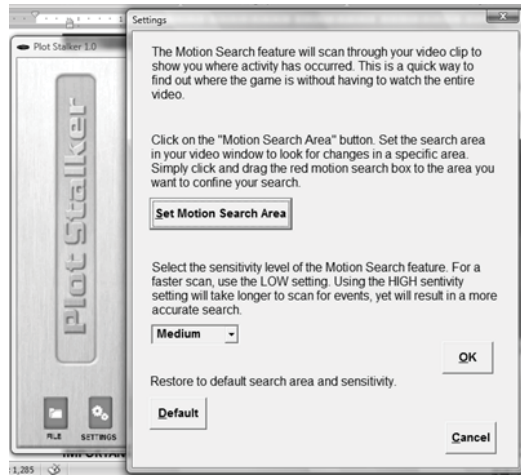 Settings
Plot Stalker 1.0
The Motion Search feature will scan through your video clip to
show you where activity has occurred. This is a quick way to
find out where the game is without having to watch the entire
video.
Click on the "Motion Search Area" button. Set the search area
in your video window to look for changes in a specific area.
Simply click and drag the red motion search box to the area you
want to confine your search.
Set Motion Search Area
Select the sensitivity level of the Motion Search feature. For a
faster scan, use the LOW setting. Using the HIGH sentivity
setting will take longer to scan for events, yet will result in a more
accurate search.
Medium
OK
Restore to default search area and sensitivity.
Default
Cancel
Plot Stalker
FILE
SETTINGS
1,285